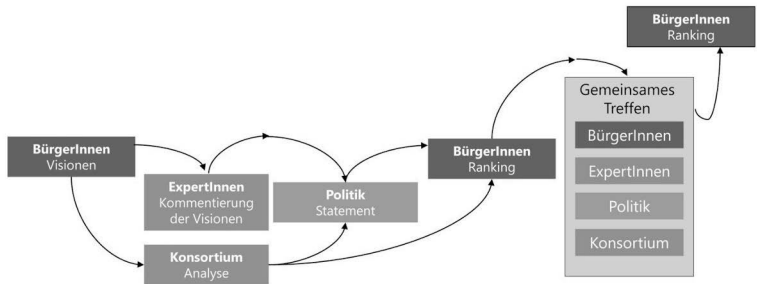 BürgerInnen
Visionen
ExpertInnen
Kommentierung
der Visionen
Konsortium
Analyse
Politik
Statement
BürgerInnen
Ranking
Gemeinsames
Treffen
BürgerInnen
ExpertInnen
Politik
Konsortium
BürgerInnen
Ranking